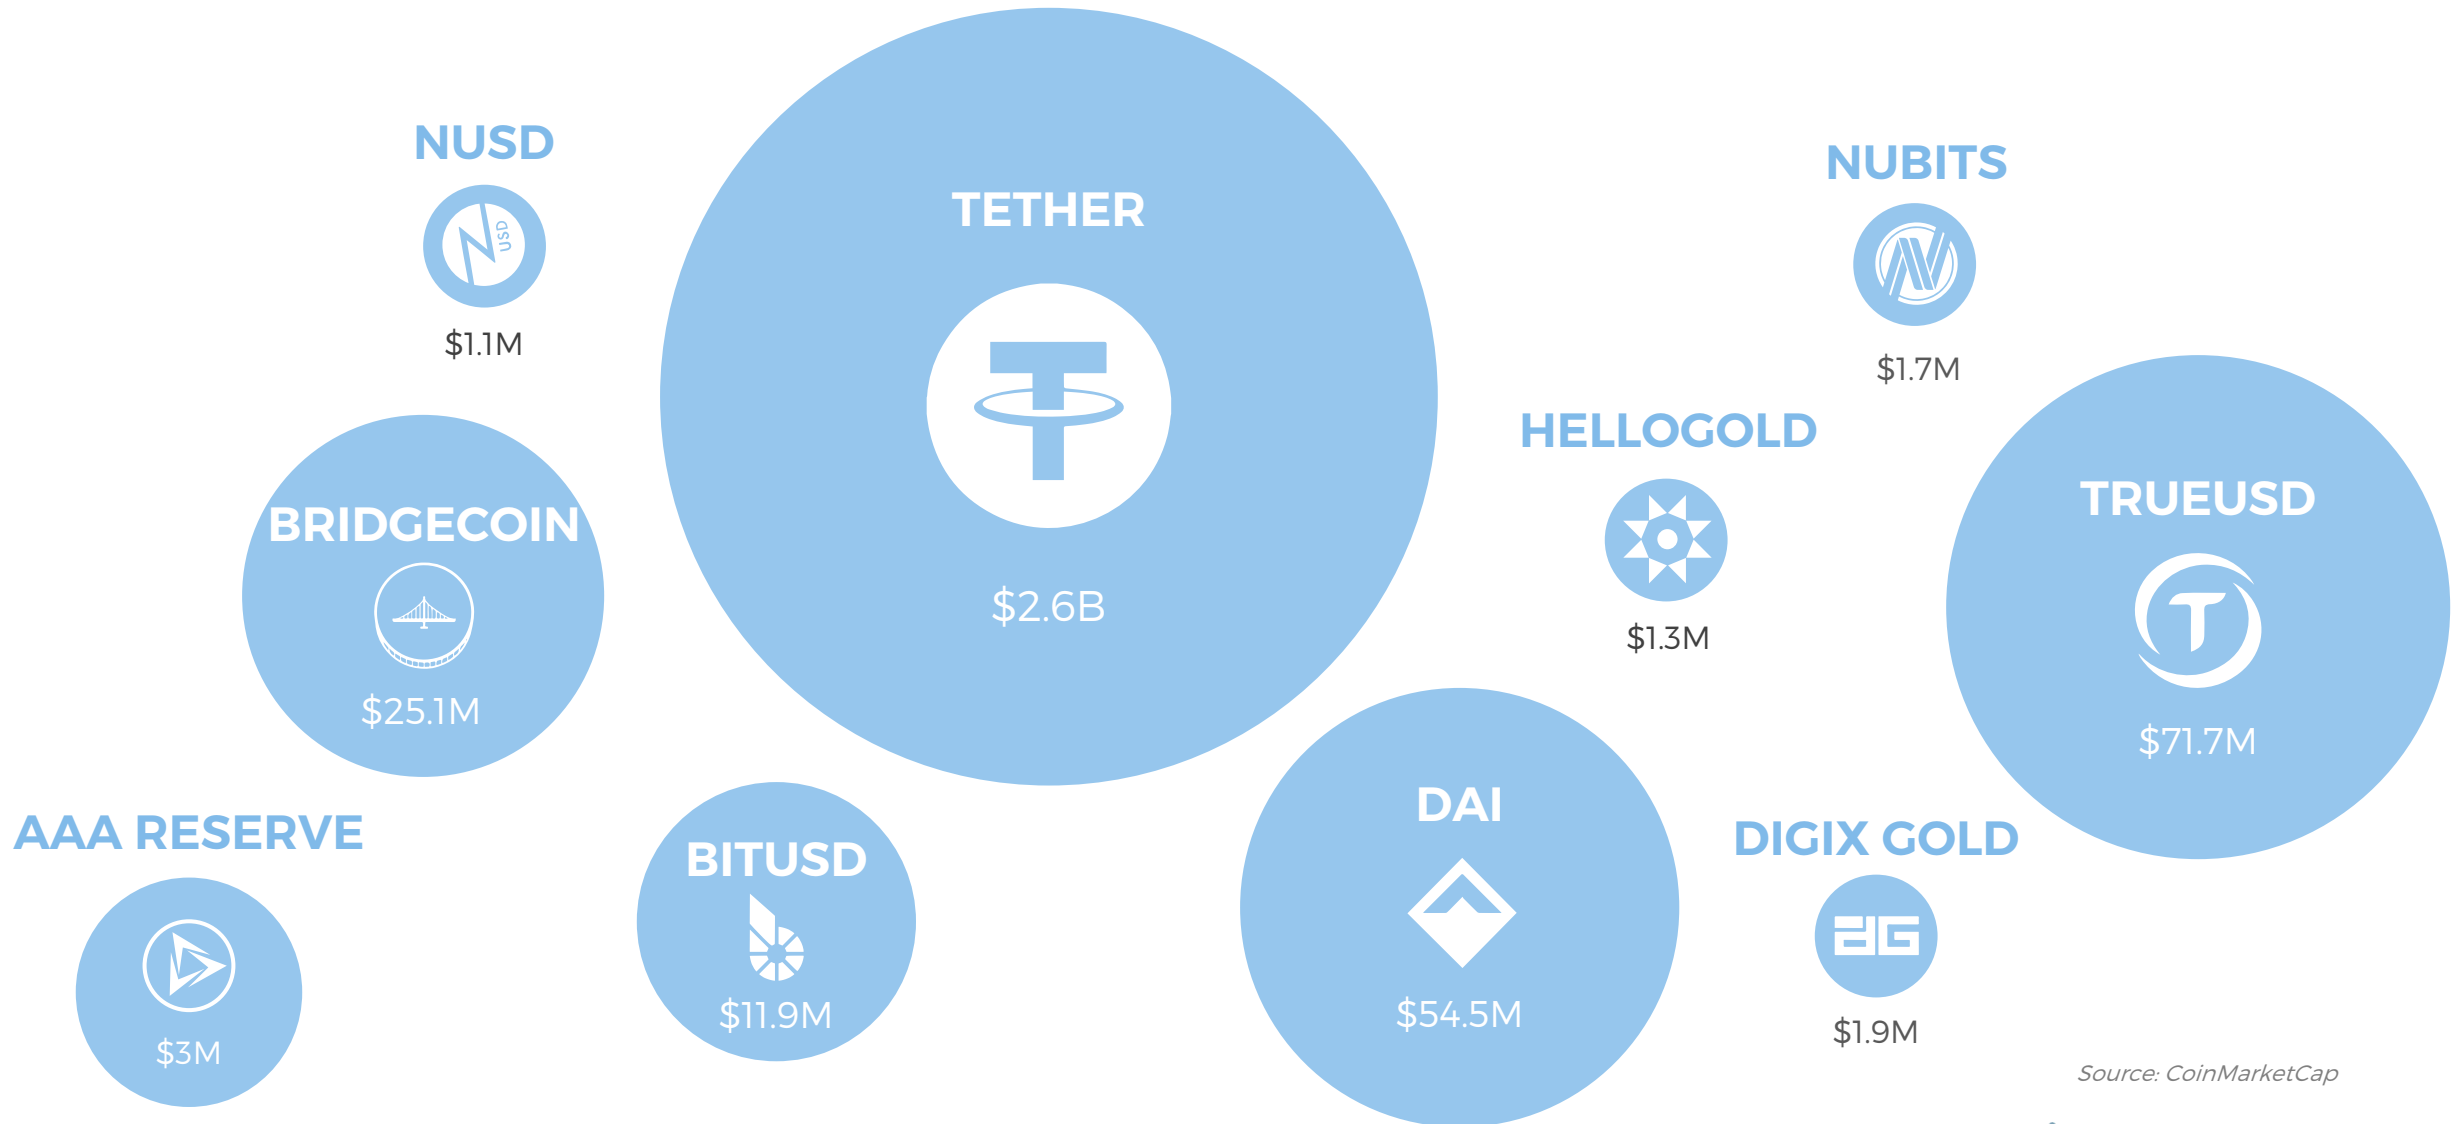 NUSD
USD
$1.1M
TETHER
$2.6B
NUBITS
$1.7M
HELLOGOLD
$1.3M
TRUEUSD
T
$71.7M
BRIDGECOIN
$25.1M
AAA RESERVE
$3M
BITUSD
$11.9M
DAI
$54.5M
DIGIX GOLD
$1.9M
Source: CoinMarketCap